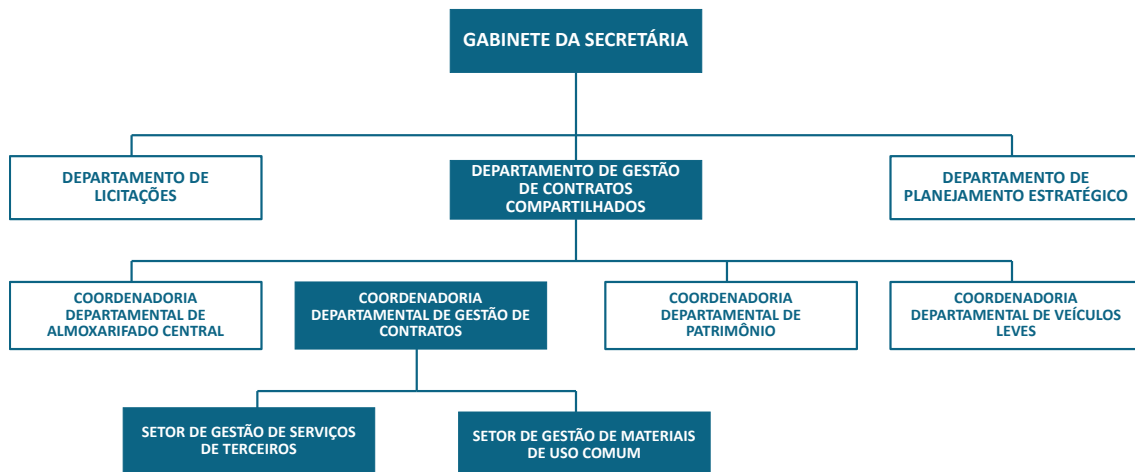 GABINETE DA SECRETÁRIA
DEPARTAMENTO DE
LICITAÇÕES
DEPARTAMENTO DE GESTÃO
DE CONTRATOS
COMPARTILHADOS
DEPARTAMENTO DE
PLANEJAMENTO ESTRATÉGICO
COORDENADORIA
DEPARTAMENTAL DE
ALMOXARIFADO CENTRAL
COORDENADORIA
DEPARTAMENTAL DE GESTÃO DE
CONTRATOS
COORDENADORIA
DEPARTAMENTAL DE
PATRIMÔNIO
COORDENADORIA
DEPARTAMENTAL DE VEÍCULOS
LEVES
SETOR DE GESTÃO DE SERVIÇOS
DE TERCEIROS
SETOR DE GESTÃO DE MATERIAIS
DE USO COMUM